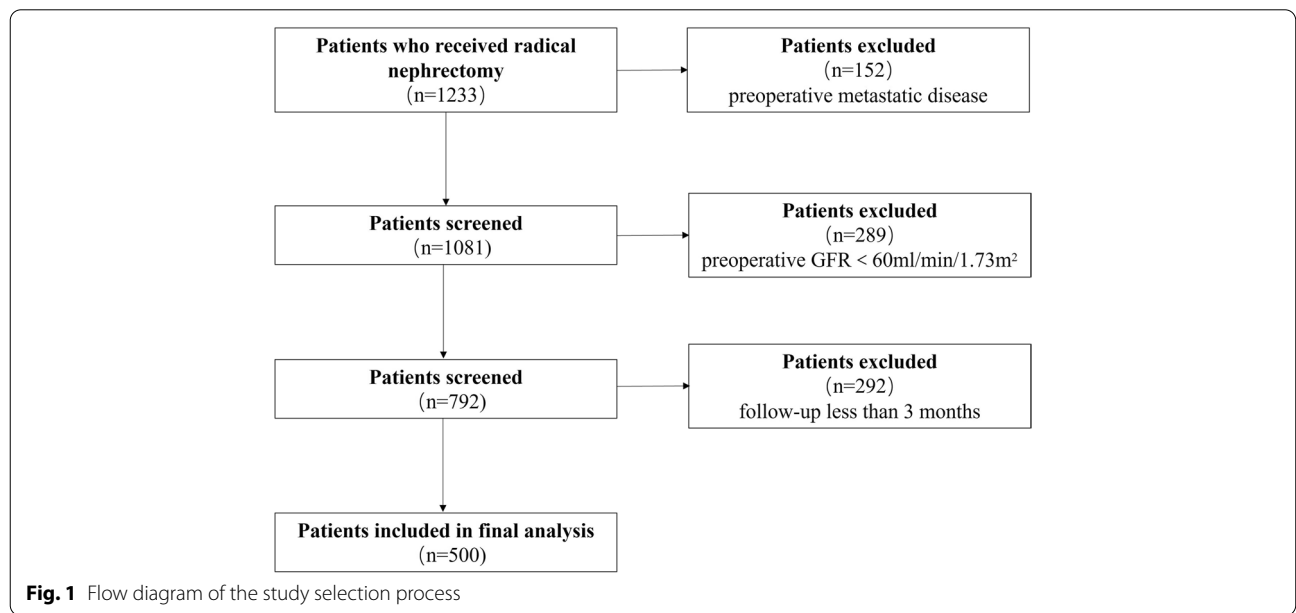 Patients who received radical
nephrectomy
(n=1233)
Patients excluded
(n=152)
preoperative metastatic disease
Patients screened
(n=1081)
Patients excluded
(n=289)
preoperative GFR < 60ml/min/1.73m²
Patients screened
(n=792)
Patients excluded
(n=292)
follow-up less than 3 months
Patients included in final analysis
(n=500)
Fig. 1 Flow diagram of the study selection process